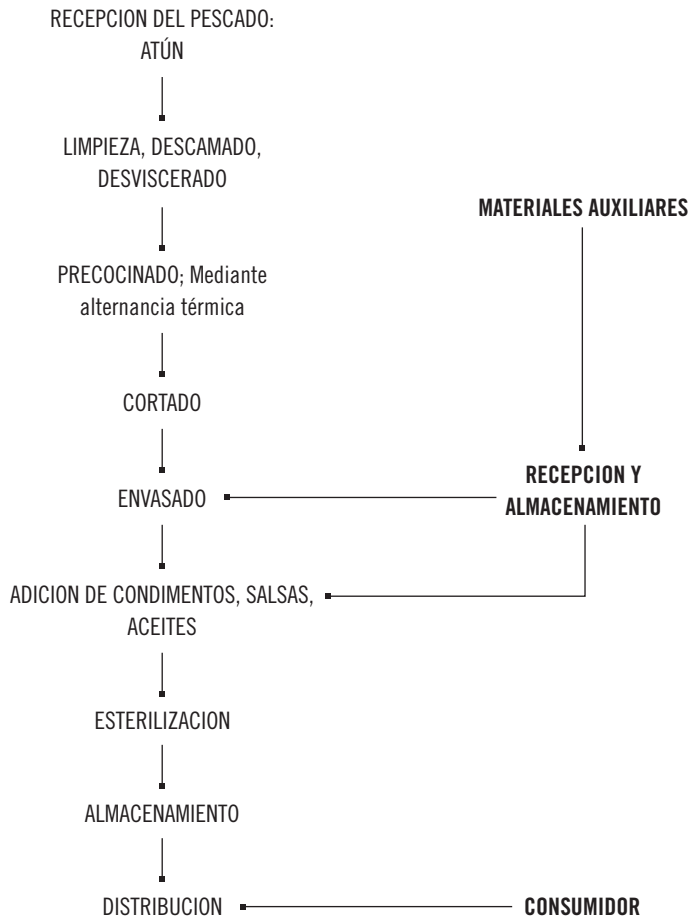 RECEPCION DEL PESCADO:
ATÚN
LIMPIEZA, DESCAMADO,
DESVISCERADO
MATERIALES AUXILIARES
PRECOCINADO; Mediante
alternancia térmica
CORTADO
RECEPCION Y
ALMACENAMIENTO
ENVASADO
ADICION DE CONDIMENTOS, SALSAS,
ACEITES
ESTERILIZACION
ALMACENAMIENTO
DISTRIBUCION
CONSUMIDOR